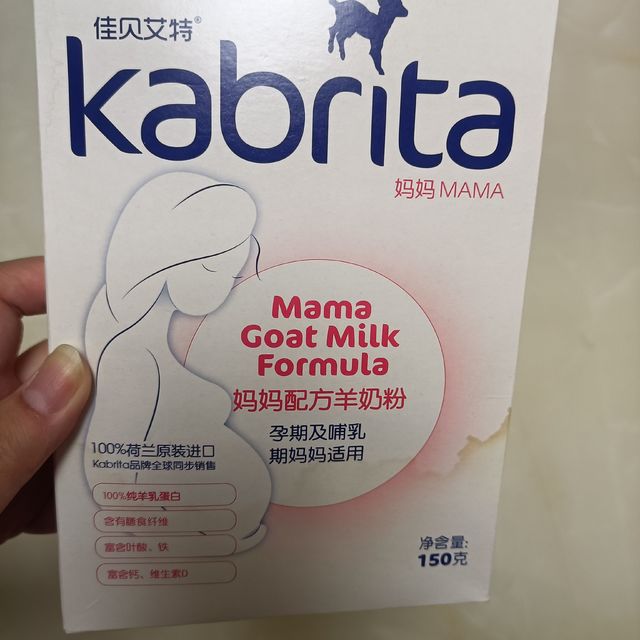 佳贝艾特®
kabrita
妈妈 MAMA
Mama
Goat Milk
Formula
妈妈配方羊奶粉
孕期及哺乳
期妈妈适用
100%荷兰原装进口
Kabrita品牌全球同步销售
100%纯羊乳蛋白
含有膳食纤维
富含叶酸、铁
富含钙、维生素D
净含量:
150克